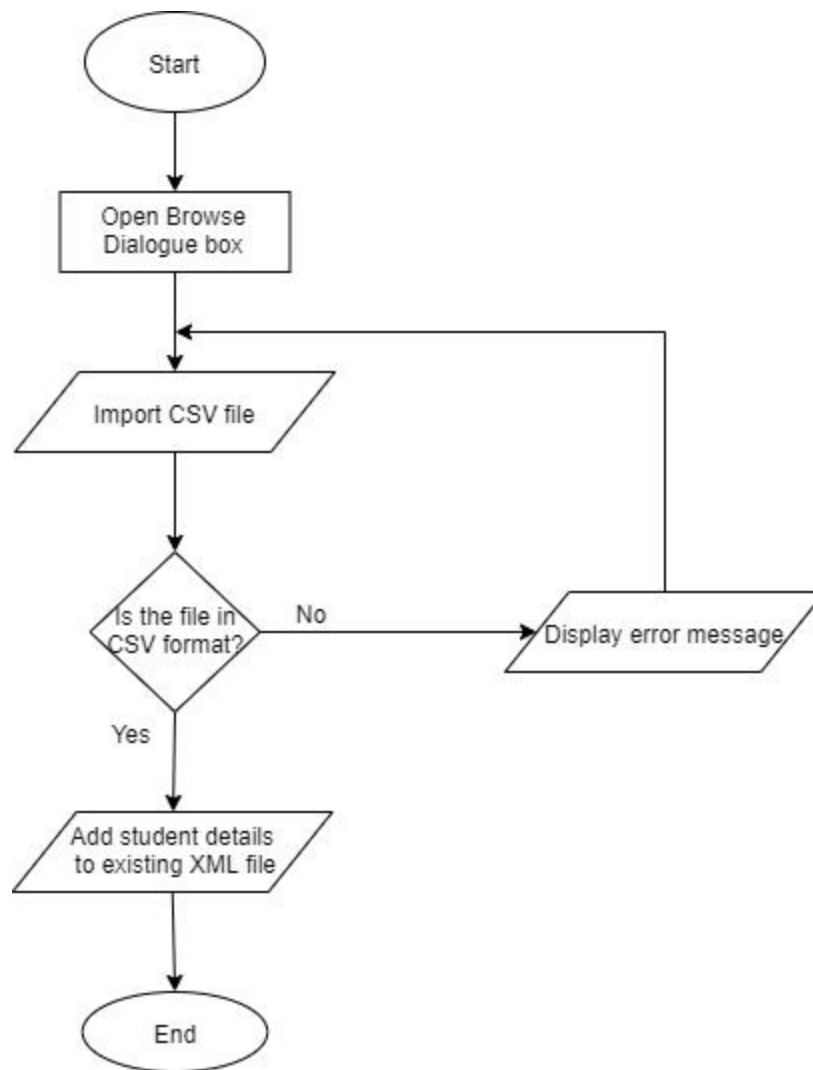 Start
Open Browse
Dialogue box
Import CSV file
Is the file in
CSV format?
No
Display error message
Yes
Add student details
to existing XML file
End